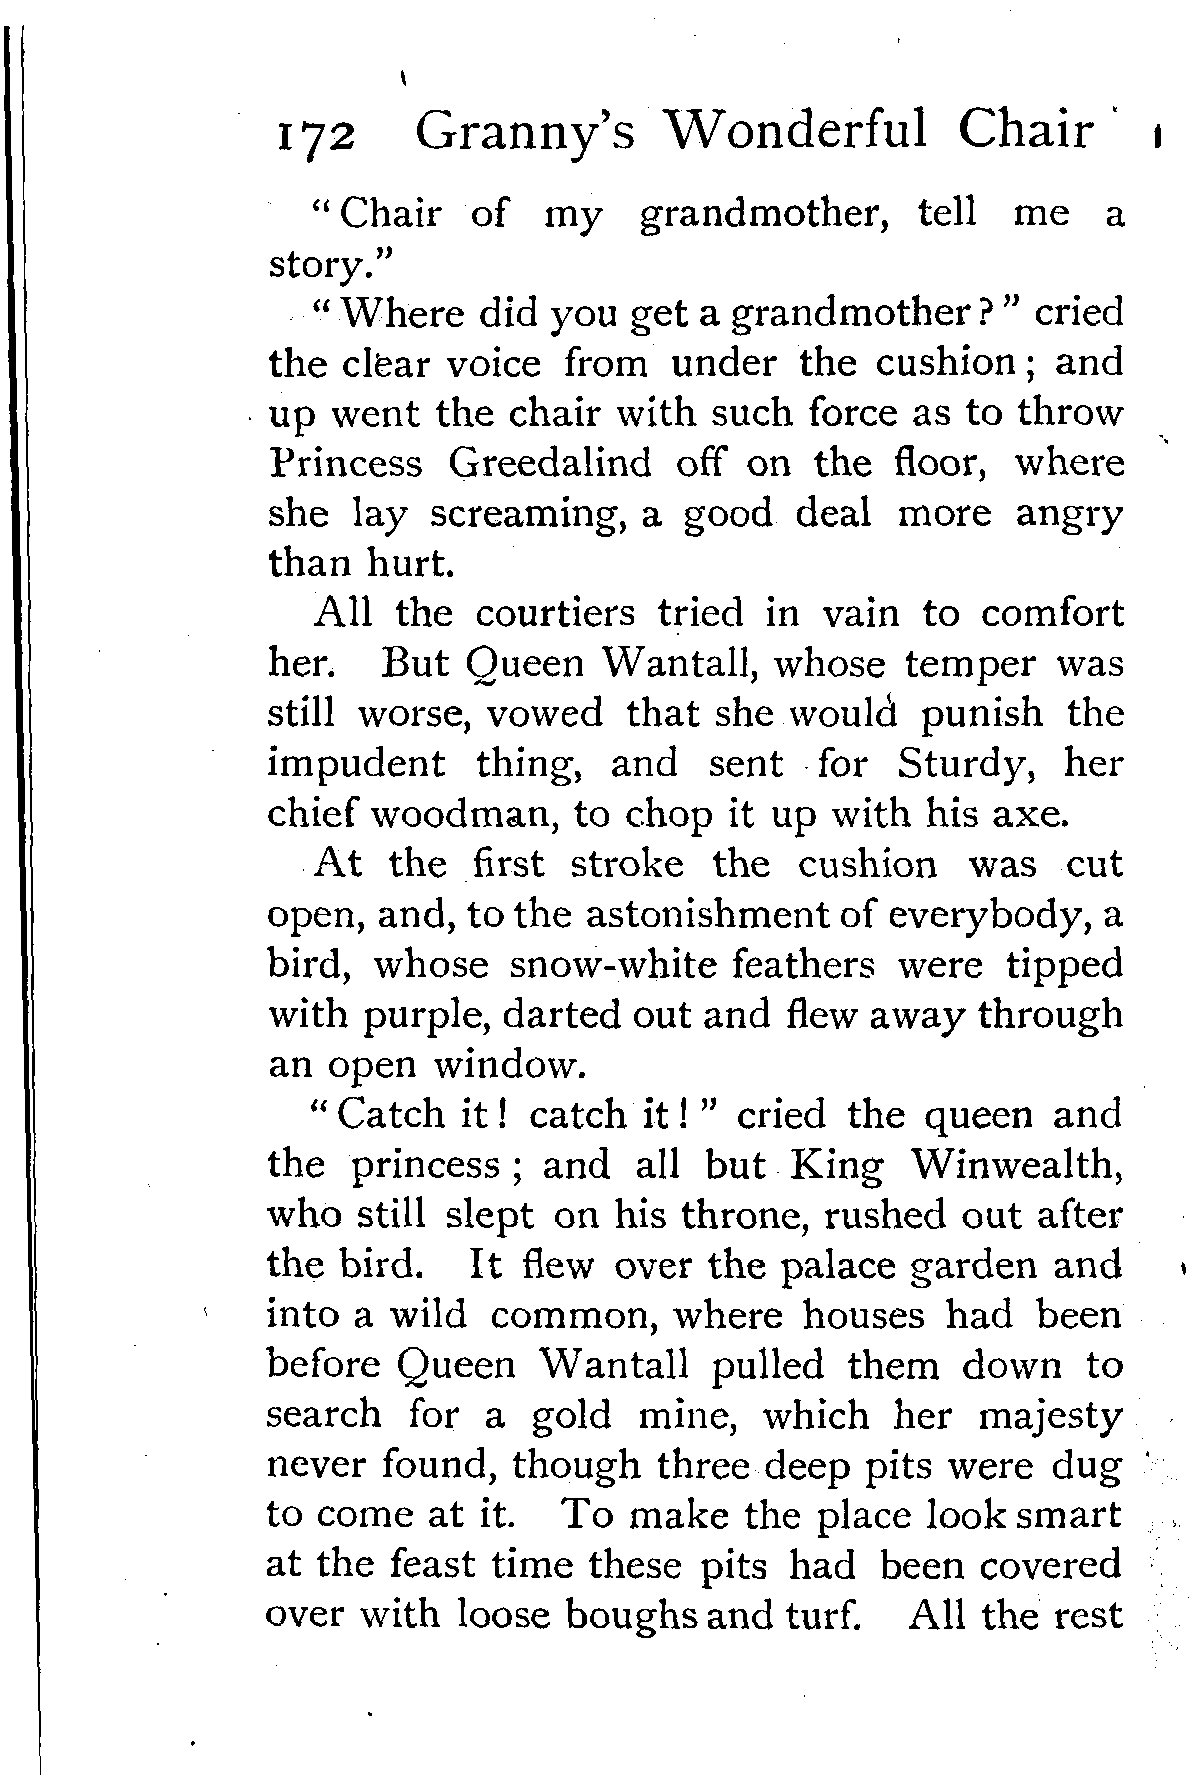 172 Granny's Wonderful Chair
"Chair of my grandmother, tell me a
story."
"Where did you get a grandmother?" cried
the clear voice from under the cushion; and
up went the chair with such force as to throw
Princess Greedalind off on the floor, where
she lay screaming, a good deal more angry
than hurt.
All the courtiers tried in vain to comfort
her. But Queen Wantall, whose temper was
still worse, vowed that she would punish the
impudent thing, and sent for Sturdy, her
chief woodman, to chop it up with his axe.
At the first stroke the cushion was cut
open, and, to the astonishment of everybody, a
bird, whose snow-white feathers were tipped
with purple, darted out and flew away through
an open window.
"Catch it! catch it!" cried the queen and
the princess; and all but King Winwealth,
who still slept on his throne, rushed out after
the bird. It flew over the palace garden and
into a wild common, where houses had been
before Queen Wantall pulled them down to
search for a gold mine, which her majesty
never found, though three deep pits were dug
to come at it. To make the place look smart
at the feast time these pits had been covered
over with loose boughs and turf. All the rest